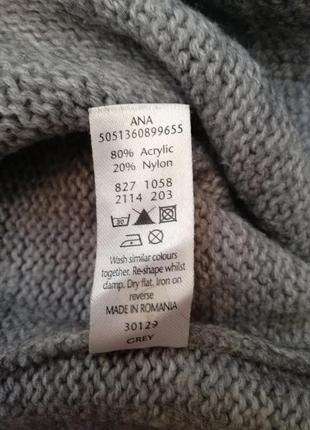 ANA
5051360899655
80% Acrylic
20% Nylon
827 1058
2114 203
30
Wash similar colours
together. Re-shape whilst
damp. Dry flat. Iron on
reverse
MADE IN ROMANIA
30129
GREY